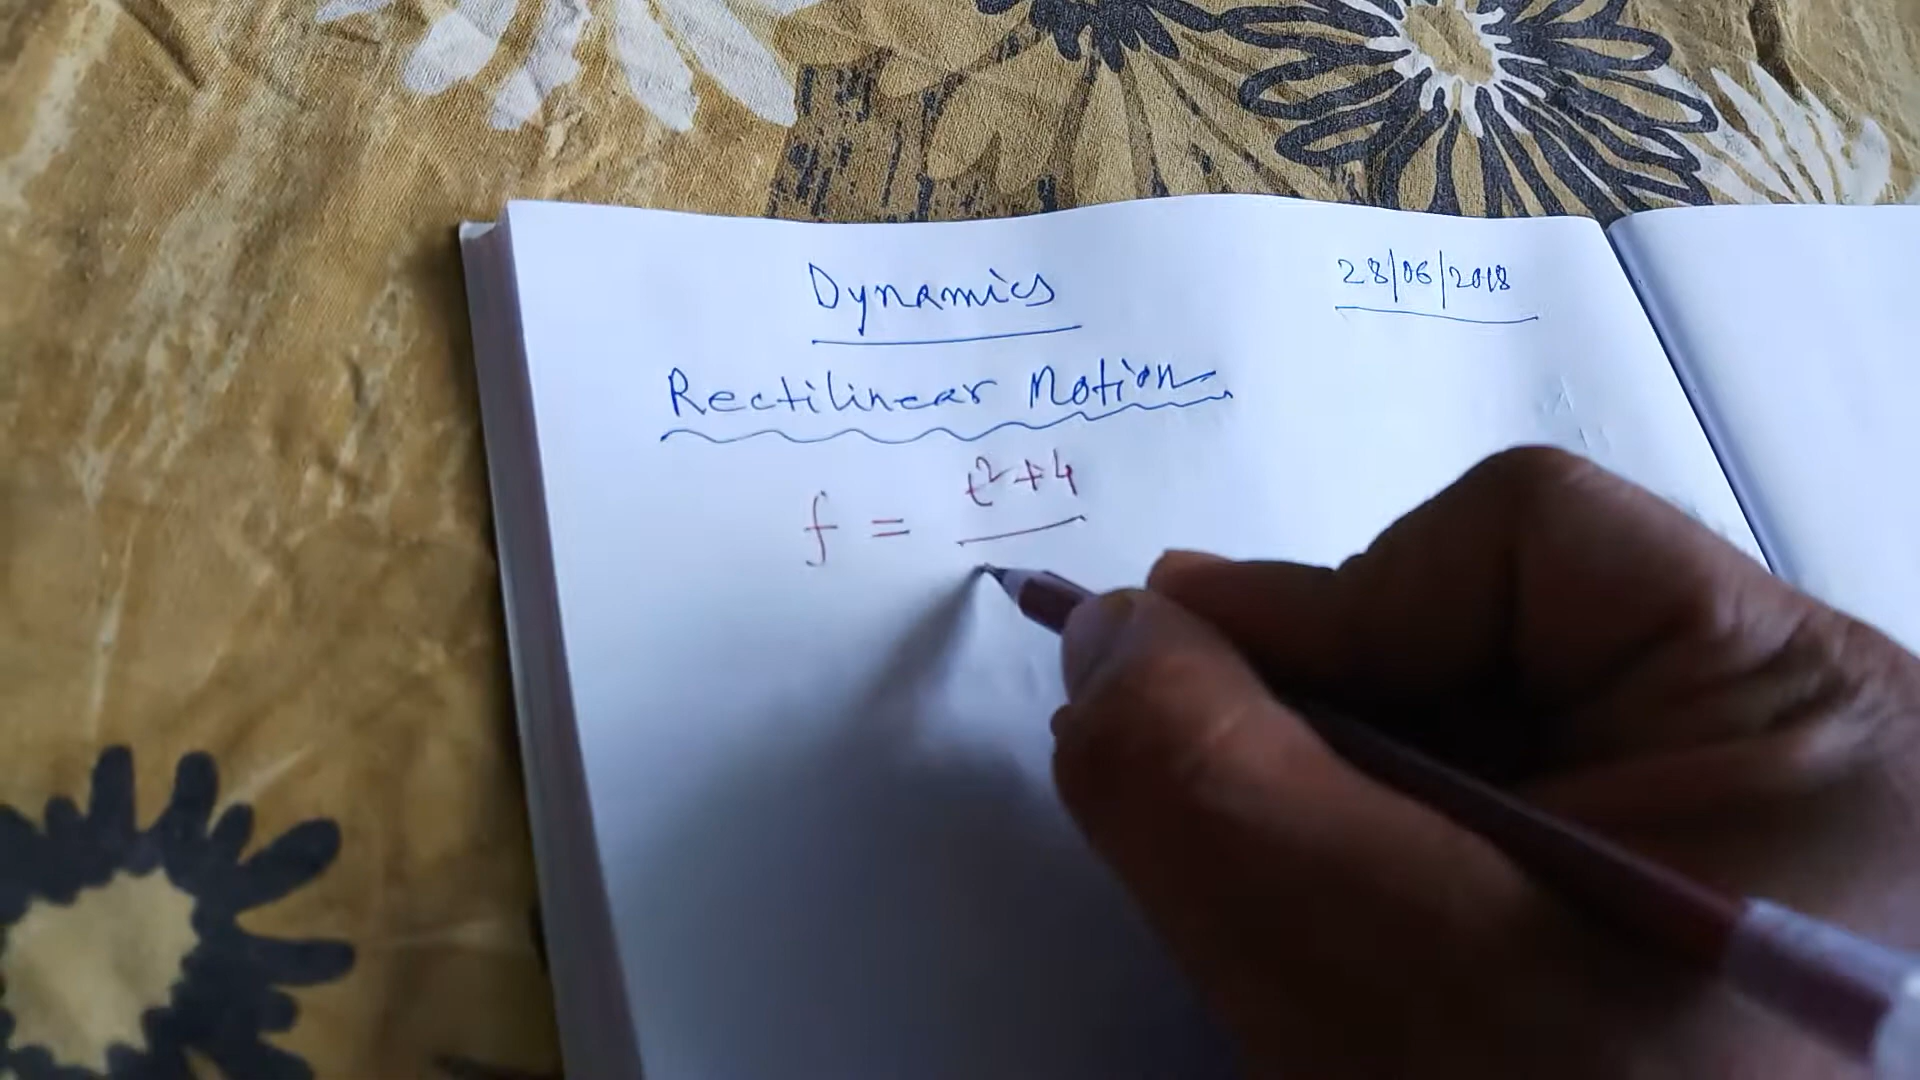 Dynamics
28/06/2018
Rectilinear Motion
f = t²+4